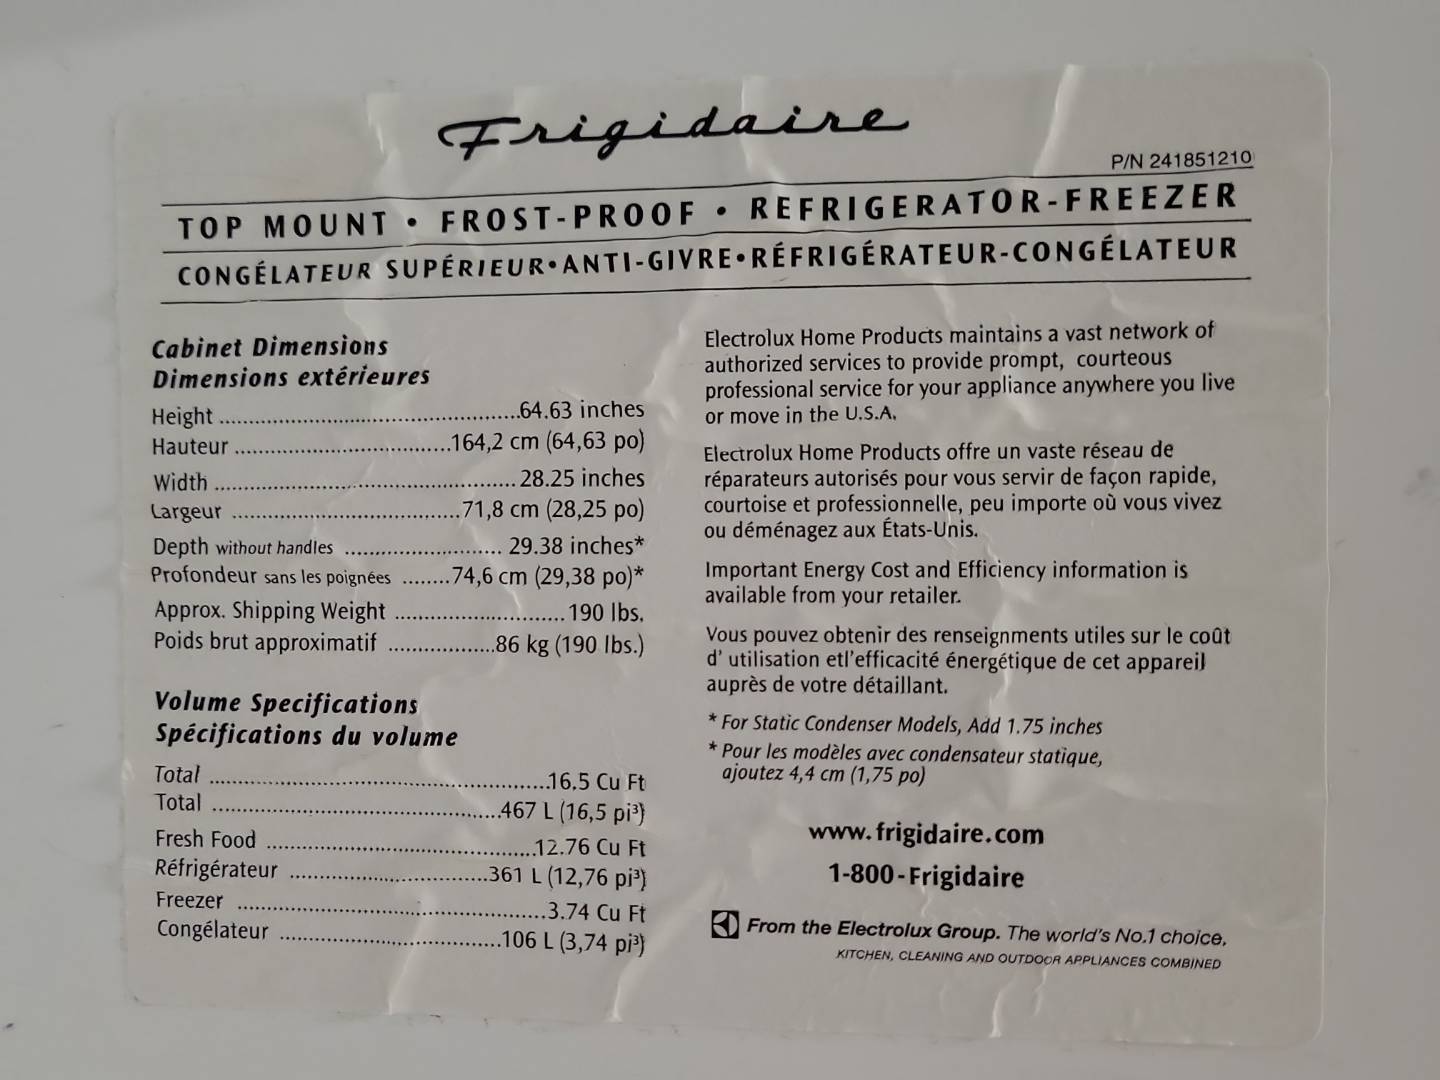 Frigidaire
P/N 241851210
TOP MOUNT • FROST-PROOF • REFRIGERATOR-FREEZER
CONGÉLATEUR SUPÉRIEUR•ANTI-GIVRE•RÉFRIGÉRATEUR-CONGÉLATEUR
Cabinet Dimensions
Dimensions extérieures
Height ................................................64.63 inches
Hauteur ...................................164,2 cm (64,63 po)
Width ................................................ 28.25 inches
Largeur .....................................71,8 cm (28,25 po)
Depth without handles .......................... 29.38 inches*
Profondeur sans les poignées ........74,6 cm (29,38 po)*
Approx. Shipping Weight ............................190 lbs.
Poids brut approximatif ...................86 kg (190 lbs.)
Volume Specifications
Spécifications du volume
Total .......................................................16.5 Cu Ft
Total ...............................................467 L (16,5 pi³)
Fresh Food ............................................12.76 Cu Ft
Réfrigérateur ................................361 L (12,76 pi³)
Freezer ..................................................3.74 Cu Ft
Congélateur ....................................106 L (3,74 pi³)
Electrolux Home Products maintains a vast network of
authorized services to provide prompt, courteous
professional service for your appliance anywhere you live
or move in the U.S.A.
Electrolux Home Products offre un vaste réseau de
réparateurs autorisés pour vous servir de façon rapide,
courtoise et professionnelle, peu importe où vous vivez
ou déménagez aux États-Unis.
Important Energy Cost and Efficiency information is
available from your retailer.
Vous pouvez obtenir des renseignments utiles sur le coût
d' utilisation etl'efficacité énergétique de cet appareil
auprès de votre détaillant.
* For Static Condenser Models, Add 1.75 inches
* Pour les modèles avec condensateur statique,
ajoutez 4,4 cm (1,75 po)
www.frigidaire.com
1-800-Frigidaire
From the Electrolux Group. The world's No.1 choice.
KITCHEN, CLEANING AND OUTDOOR APPLIANCES COMBINED